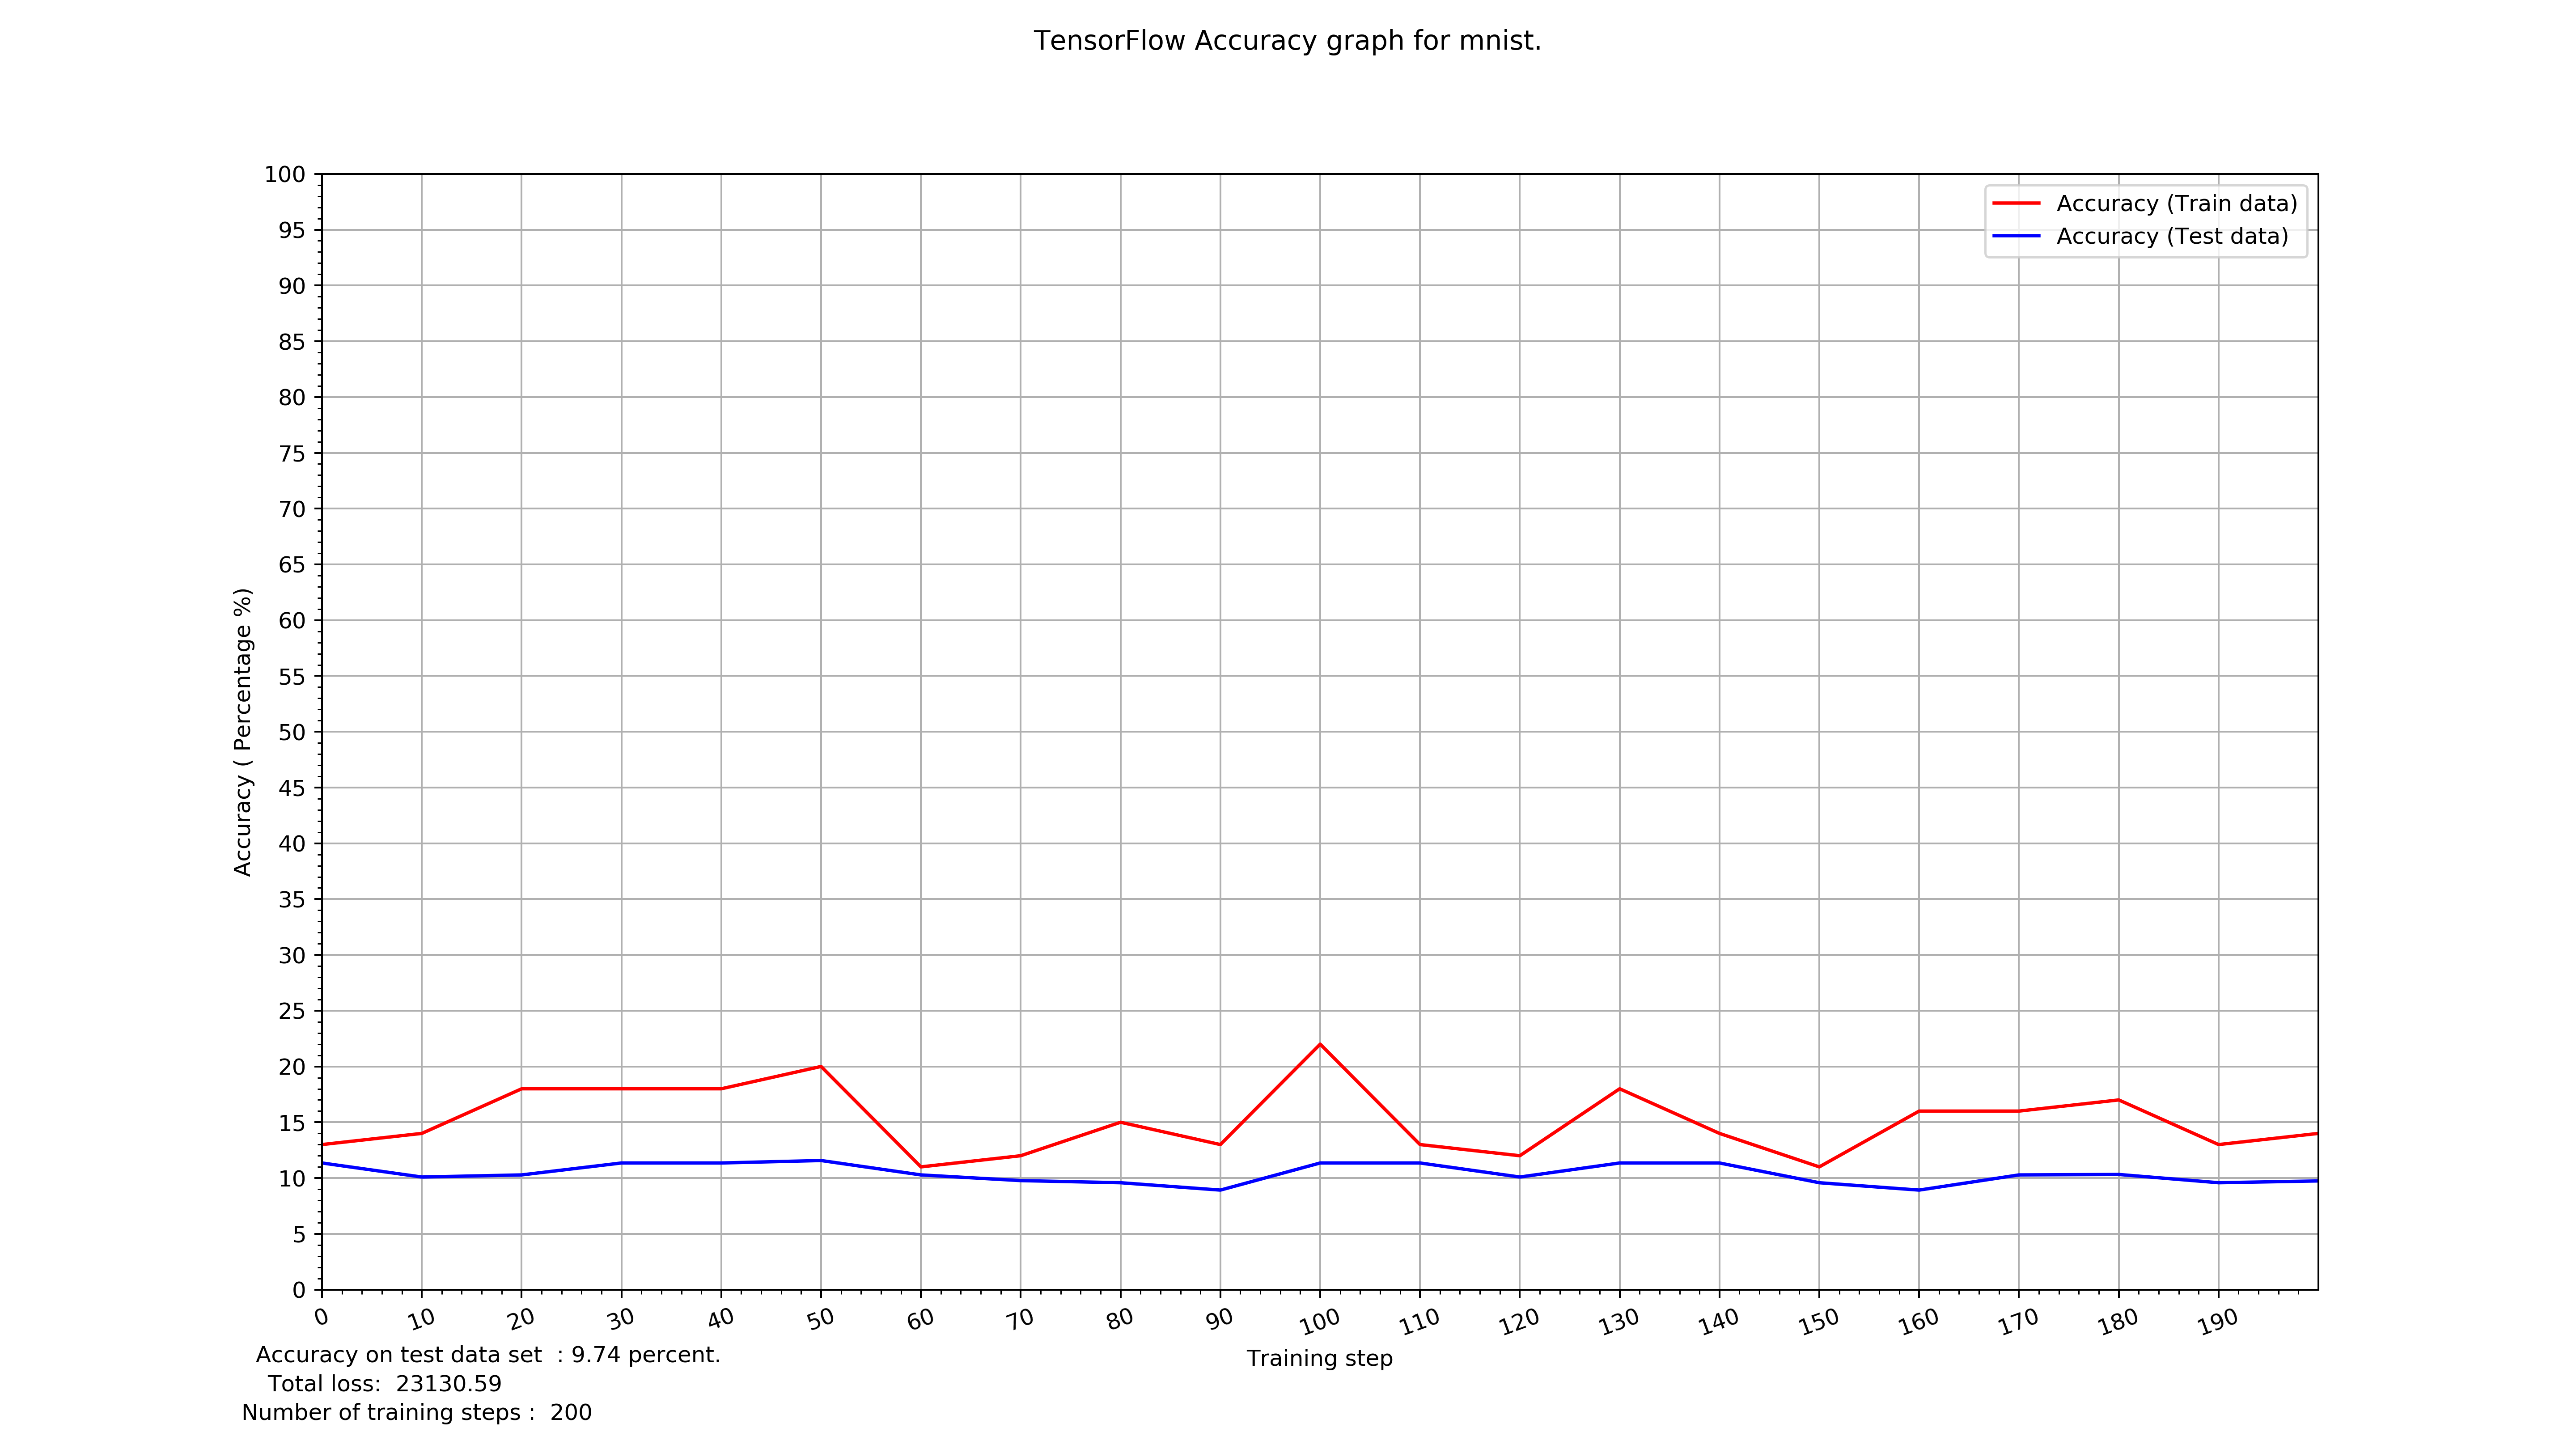 TensorFlow Accuracy graph for mnist.
100
95
90
85
80
75
70
65
60
55
50
45
40
35
30
25
20
15
10
5
0
Accuracy ( Percentage %)
Accuracy (Train data)
Accuracy (Test data)
0 10 20 30 40 50 60 70 80 90 100 110 120 130 140 150 160 170 180 190
Training step
Accuracy on test data set  : 9.74 percent.
Total loss:  23130.59
Number of training steps :  200